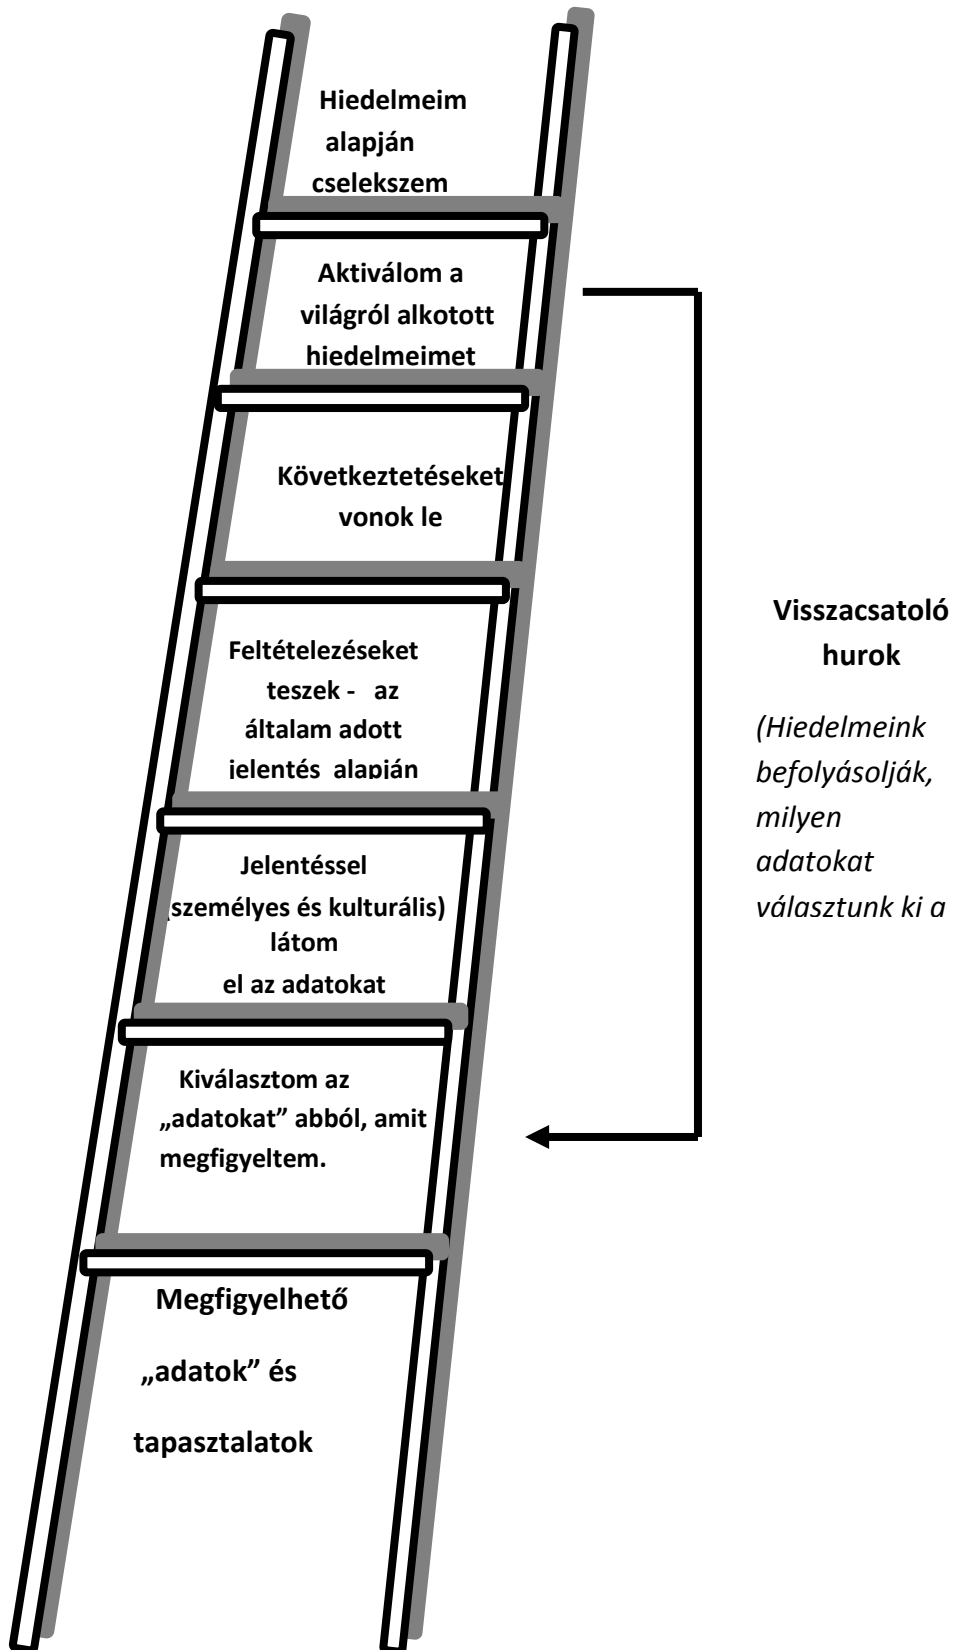 Hiedelmeim
alapján
cselekszem
Aktiválom a
világról alkotott
hiedelmeimet
Következtetéseket
vonok le
Feltételezéseket
teszek - az
általam adott
jelentés alapján
Jelentéssel
(személyes és kulturális)
látom
el az adatokat
Kiválasztom az
„adatokat” abból, amit
megfigyeltem.
Megfigyelhető
„adatok” és
tapasztalatok
Visszacsatoló
hurok
(Hiedelmeink
befolyásolják,
milyen
adatokat
választunk ki a